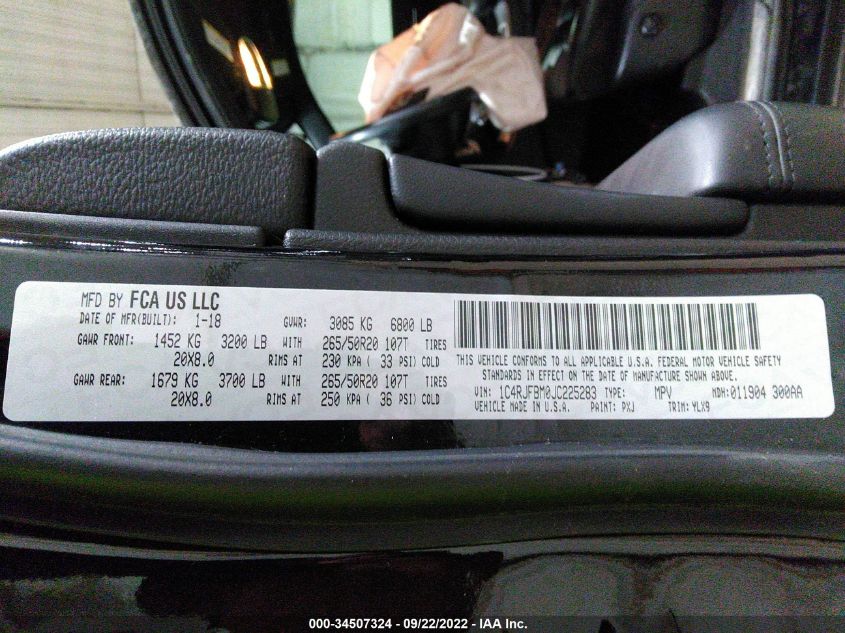 MFD BY FCA US LLC
DATE OF MFR(BUILT): 1-18 GVWR: 3085 KG 6800 LB
GAWR FRONT: 1452 KG 3200 LB WITH 265/50R20 107T TIRES
20X8.0 RIMS AT 230 KPA ( 33 PSI) COLD
GAWR REAR: 1679 KG 3700 LB WITH 265/50R20 107T TIRES
20X8.0 RIMS AT 250 KPA ( 36 PSI) COLD
THIS VEHICLE CONFORMS TO ALL APPLICABLE U.S.A. FEDERAL MOTOR VEHICLE SAFETY
STANDARDS IN EFFECT ON THE DATE OF MANUFACTURE SHOWN ABOVE.
VIN: 1C4RJFBM0JC225283 TYPE: MPV MDH: 011904 300AA
VEHICLE MADE IN U.S.A. PAINT: PXJ TRIM: YLX9
000-34507324 - 09/22/2022 - IAA Inc.